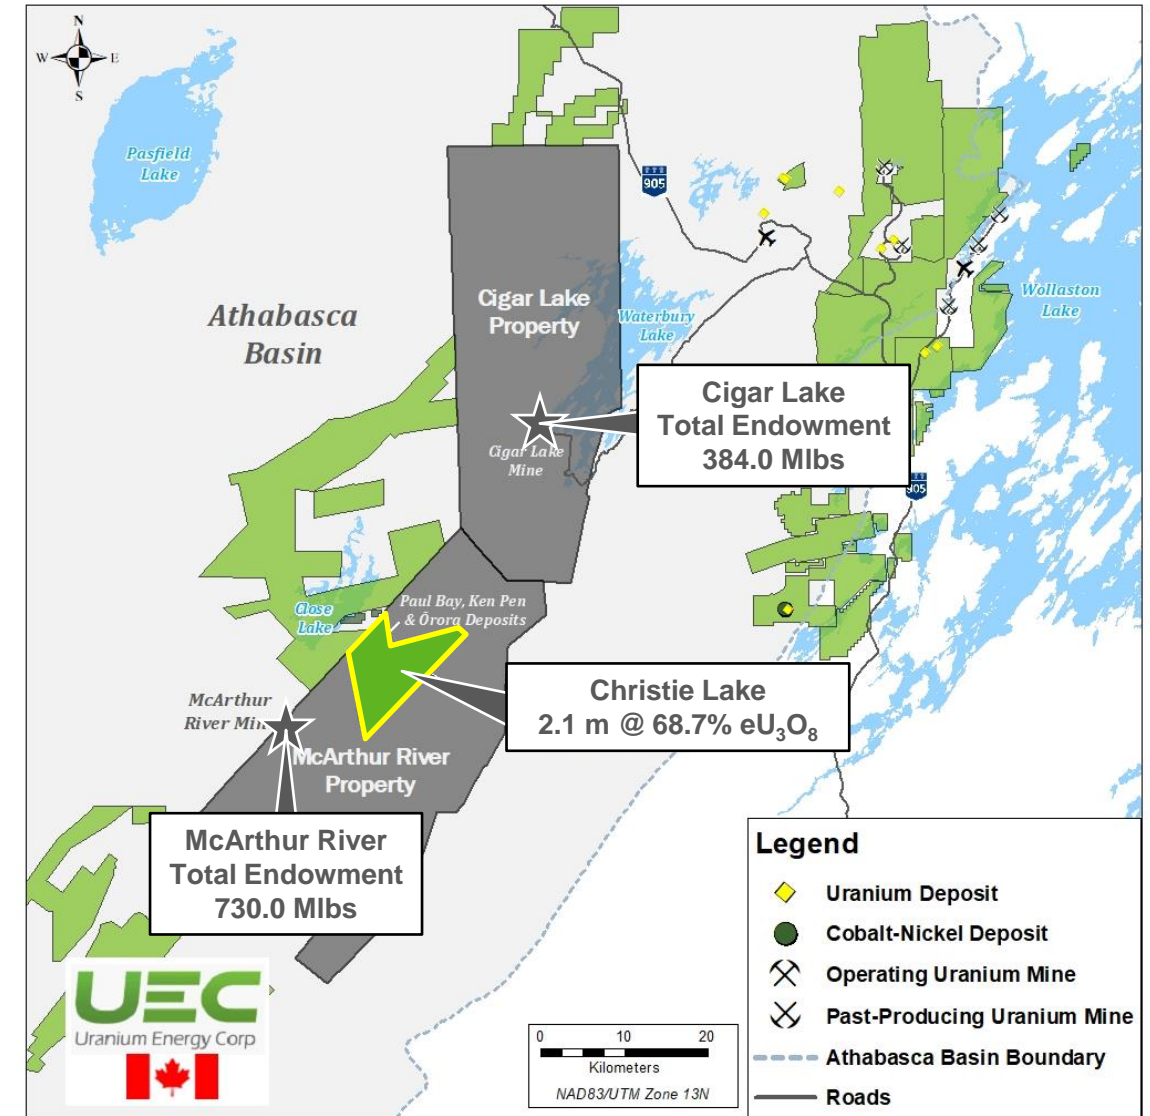 N
W
E
S
Pasfield
Lake
905
Athabasca
Basin
Cigar Lake
Property
Waterbury
Lake
Wollaston
Lake
Cigar Lake
Total Endowment
384.0 Mlbs
Cigar Lake
Mine
905
Close
Lake
Paul Bay, Ken Pen
& Ōrora Deposits
Christie Lake
2.1 m @ 68.7% eU₃O₈
McArthur
River Min
McArthur River
Property
McArthur River
Total Endowment
730.0 Mlbs
UEC
Uranium Energy Corp
0 10 20
Kilometers
NAD83/UTM Zone 13N
Legend
Uranium Deposit
Cobalt-Nickel Deposit
Operating Uranium Mine
Past-Producing Uranium Mine
Athabasca Basin Boundary
Roads